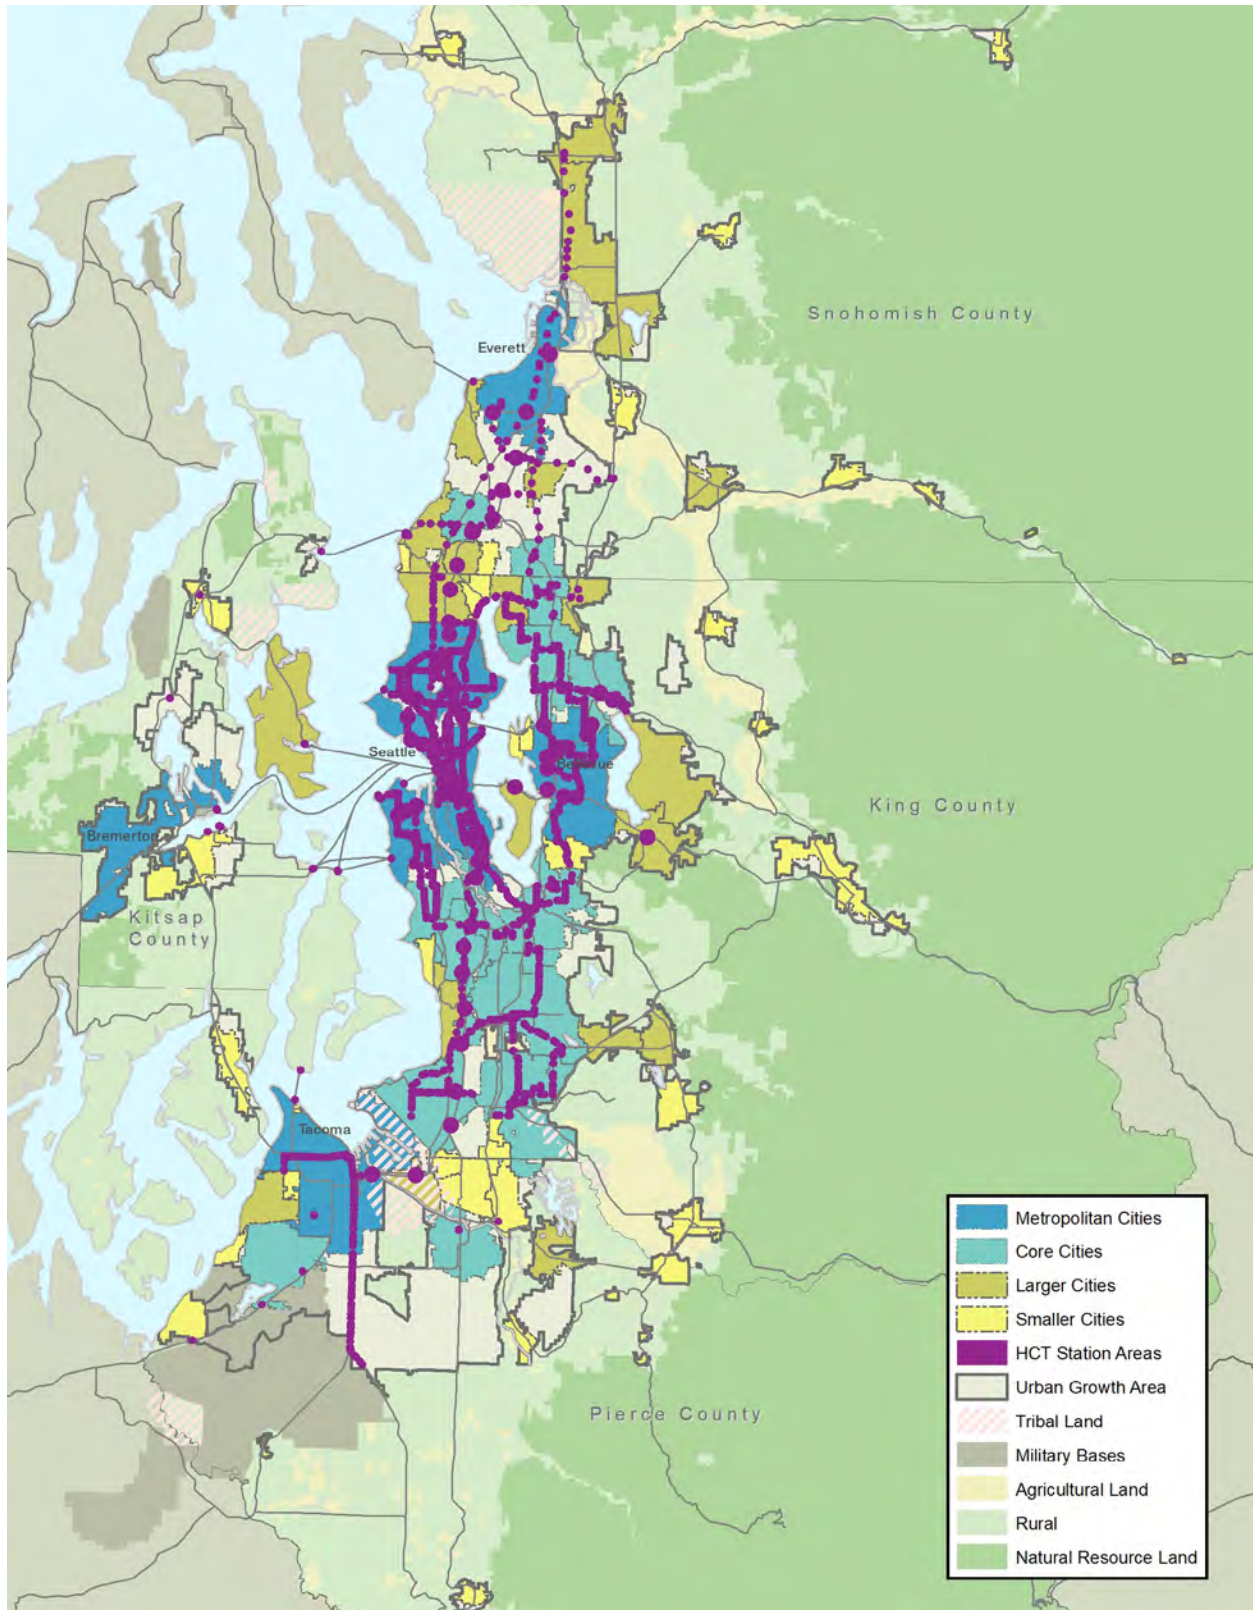 Snohomish County
Everett
Seattle
Bellevue
King County
Bremerton
Kitsap
County
Tacoma
Pierce County
Metropolitan Cities
Core Cities
Larger Cities
Smaller Cities
HCT Station Areas
Urban Growth Area
Tribal Land
Military Bases
Agricultural Land
Rural
Natural Resource Land